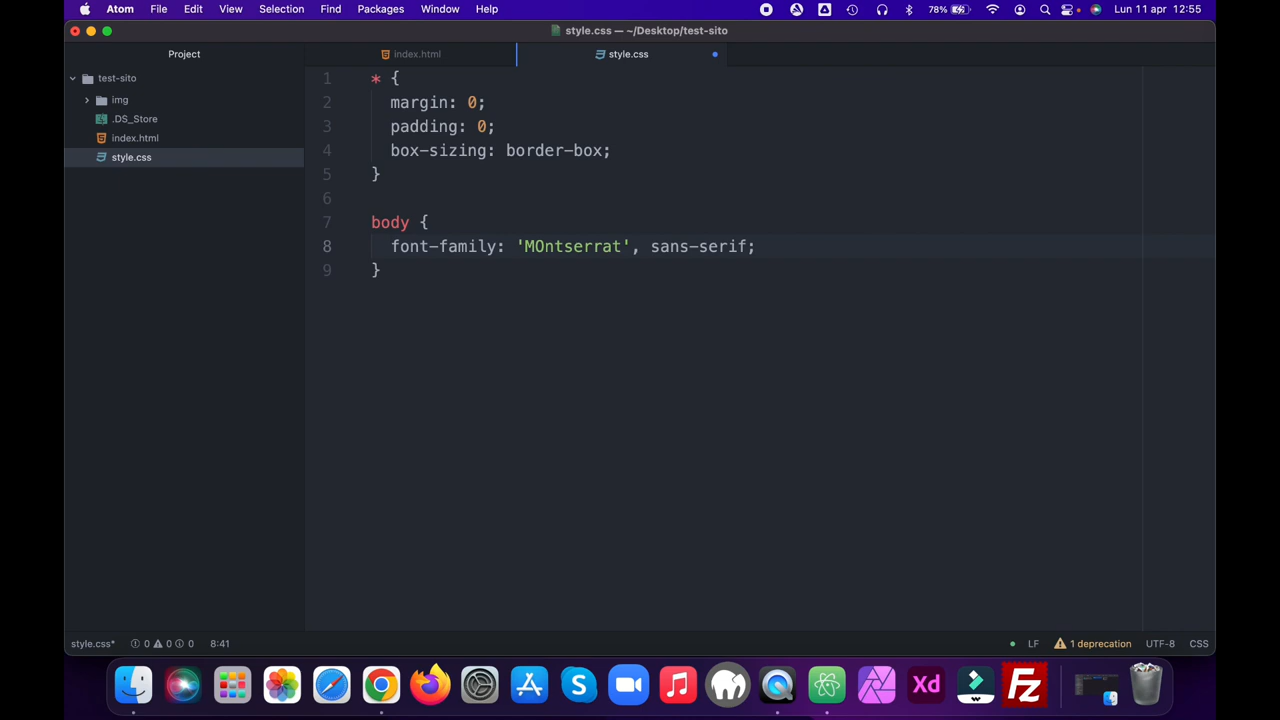 Atom File Edit View Selection Find Packages Window Help 78% Lun 11 apr 12:55
style.css — ~/Desktop/test-sito
Project index.html style.css
test-sito
img
.DS_Store
index.html
style.css
1 * {
2 margin: 0;
3 padding: 0;
4 box-sizing: border-box;
5 }
6
7 body {
8 font-family: 'MOntserrat', sans-serif;
9 }
style.css* 0 0 0 8:41 LF 1 deprecation UTF-8 CSS
S Xd Fz